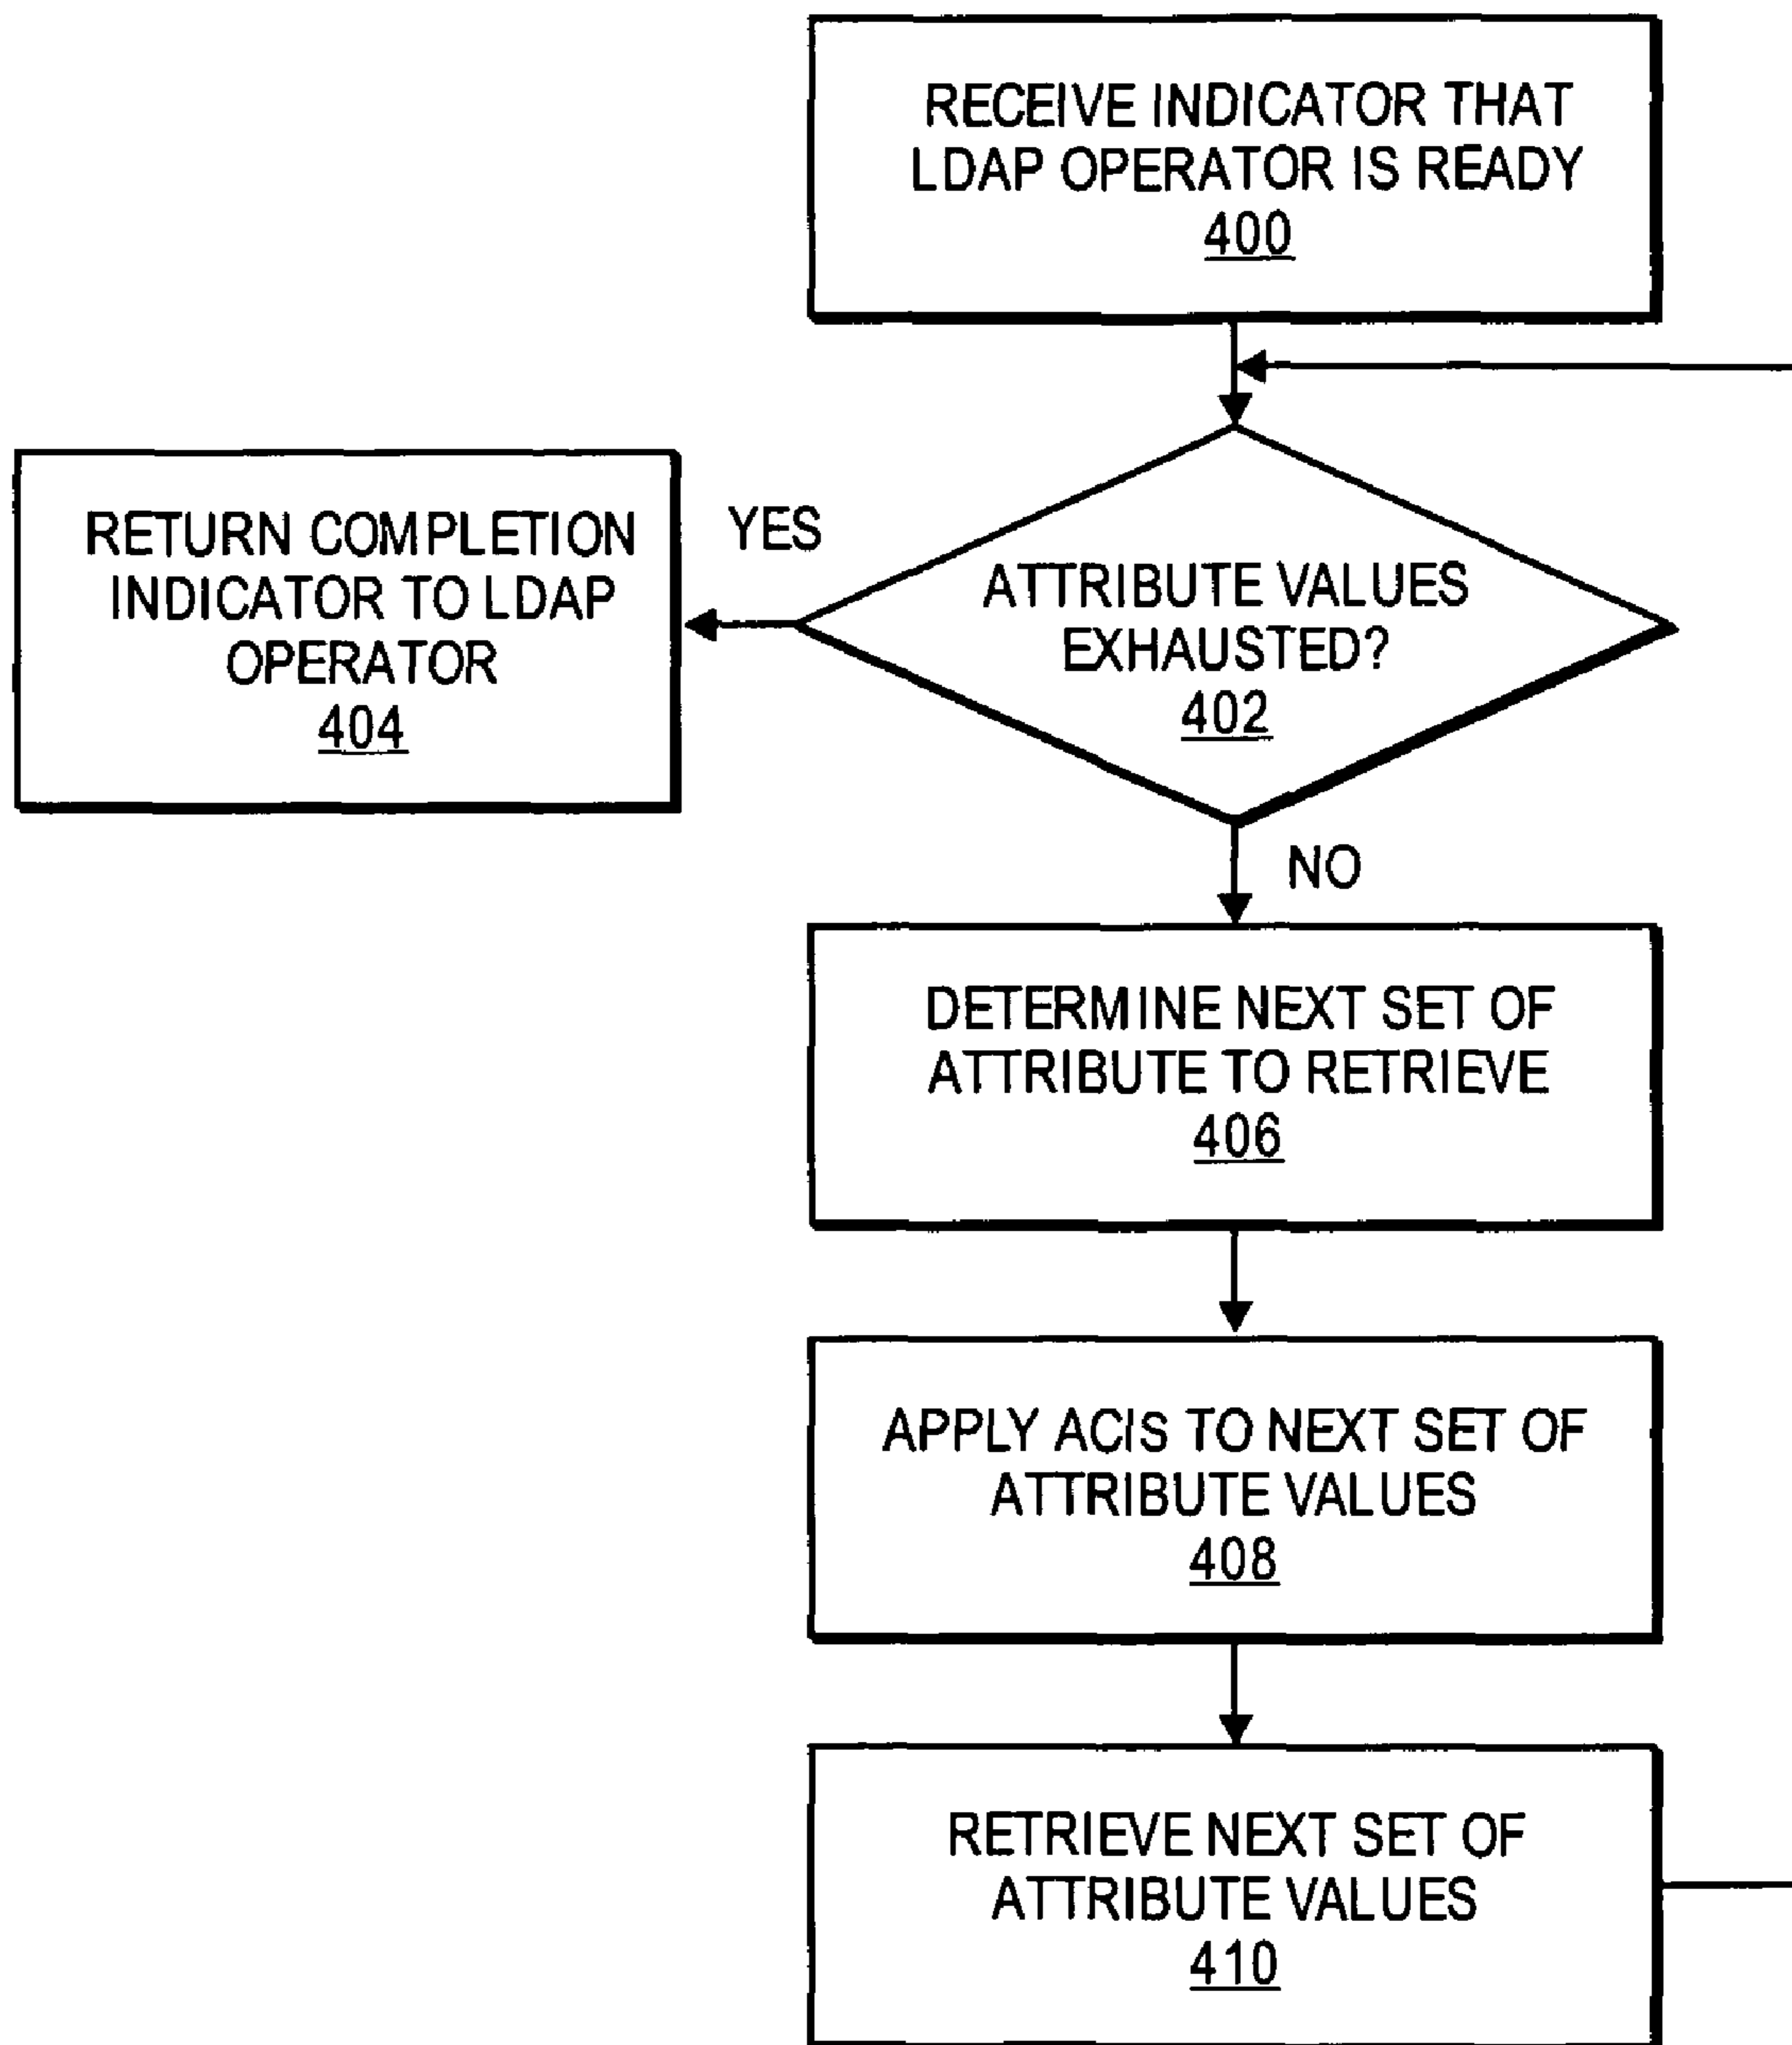 RECEIVE INDICATOR THAT
LDAP OPERATOR IS READY
400
YES
ATTRIBUTE VALUES
EXHAUSTED?
402
RETURN COMPLETION
INDICATOR TO LDAP
OPERATOR
404
NO
DETERMINE NEXT SET OF
ATTRIBUTE TO RETRIEVE
406
APPLY ACIS TO NEXT SET OF
ATTRIBUTE VALUES
408
RETRIEVE NEXT SET OF
ATTRIBUTE VALUES
410